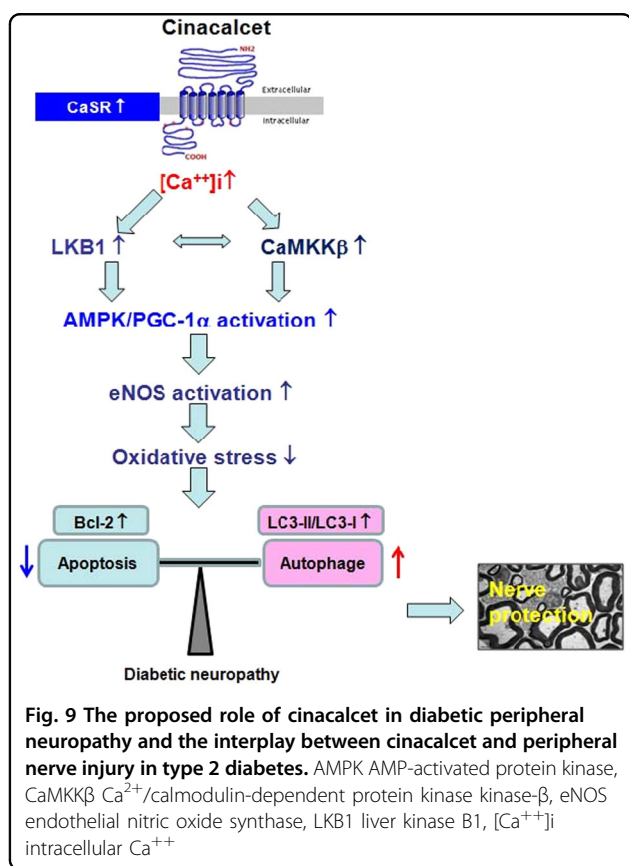 Cinacalcet
NH2
Extracellular
CaSR ↑
Intracellular
COOH
[Ca⁺⁺]i↑
LKB1 ↑
CaMKKβ ↑
AMPK/PGC-1α activation ↑
eNOS activation ↑
Oxidative stress ↓
Bcl-2 ↑
LC3-II/LC3-I ↑
↓ Apoptosis
Autophage ↑
Nerve
protection
Diabetic neuropathy
Fig. 9 The proposed role of cinacalcet in diabetic peripheral
neuropathy and the interplay between cinacalcet and peripheral
nerve injury in type 2 diabetes. AMPK AMP-activated protein kinase,
CaMKKβ Ca²⁺/calmodulin-dependent protein kinase kinase-β, eNOS
endothelial nitric oxide synthase, LKB1 liver kinase B1, [Ca⁺⁺]i
intracellular Ca⁺⁺